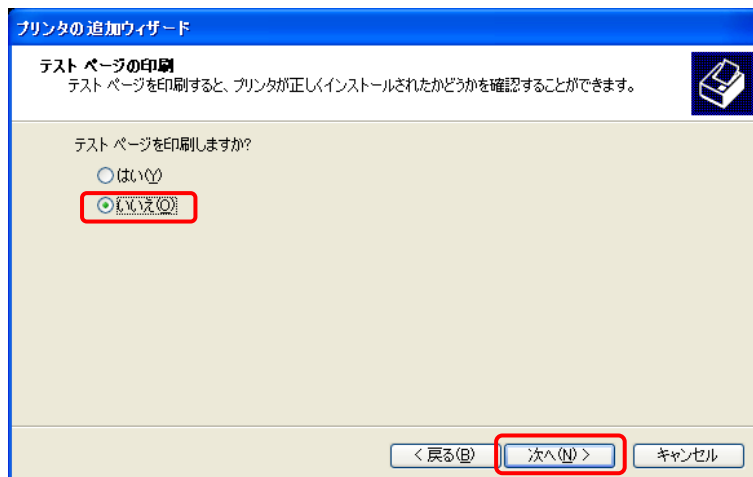 プリンタの追加ウィザード
テスト ページの印刷
テスト ページを印刷すると、プリンタが正しくインストールされたかどうかを確認することができます。
テスト ページを印刷しますか?
はい(Y)
いいえ(O)
< 戻る(B)
次へ(N) >
キャンセル